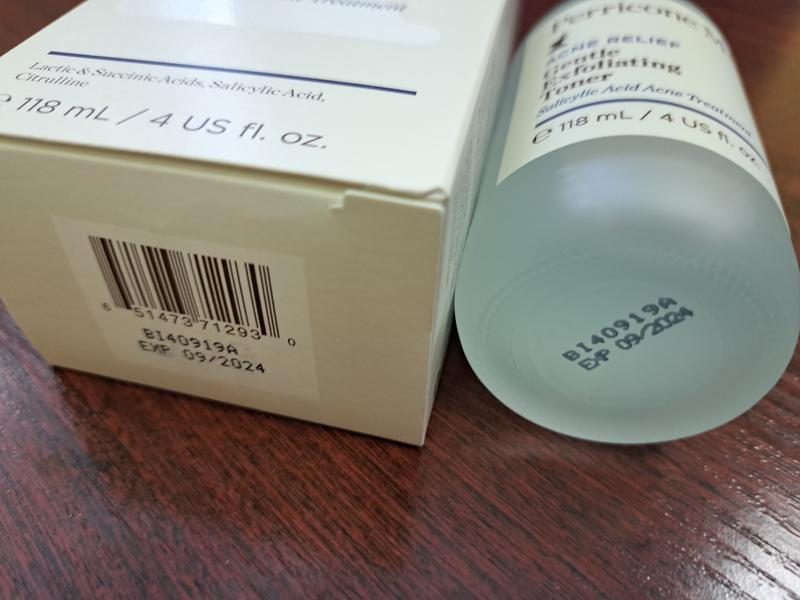 Treatment
Lactic & Succinic Acids, Salicylic Acid,
Citrulline
℮ 118 mL / 4 US fl. oz.
6 51473 71293 0
BI40919A
EXP 09/2024
Perricone M
ACNE RELIEF
Gentle
Exfoliating
Toner
Salicylic Acid Acne Treatment
℮ 118 mL / 4 US fl. oz.
BI40919A
EXP 09/2024